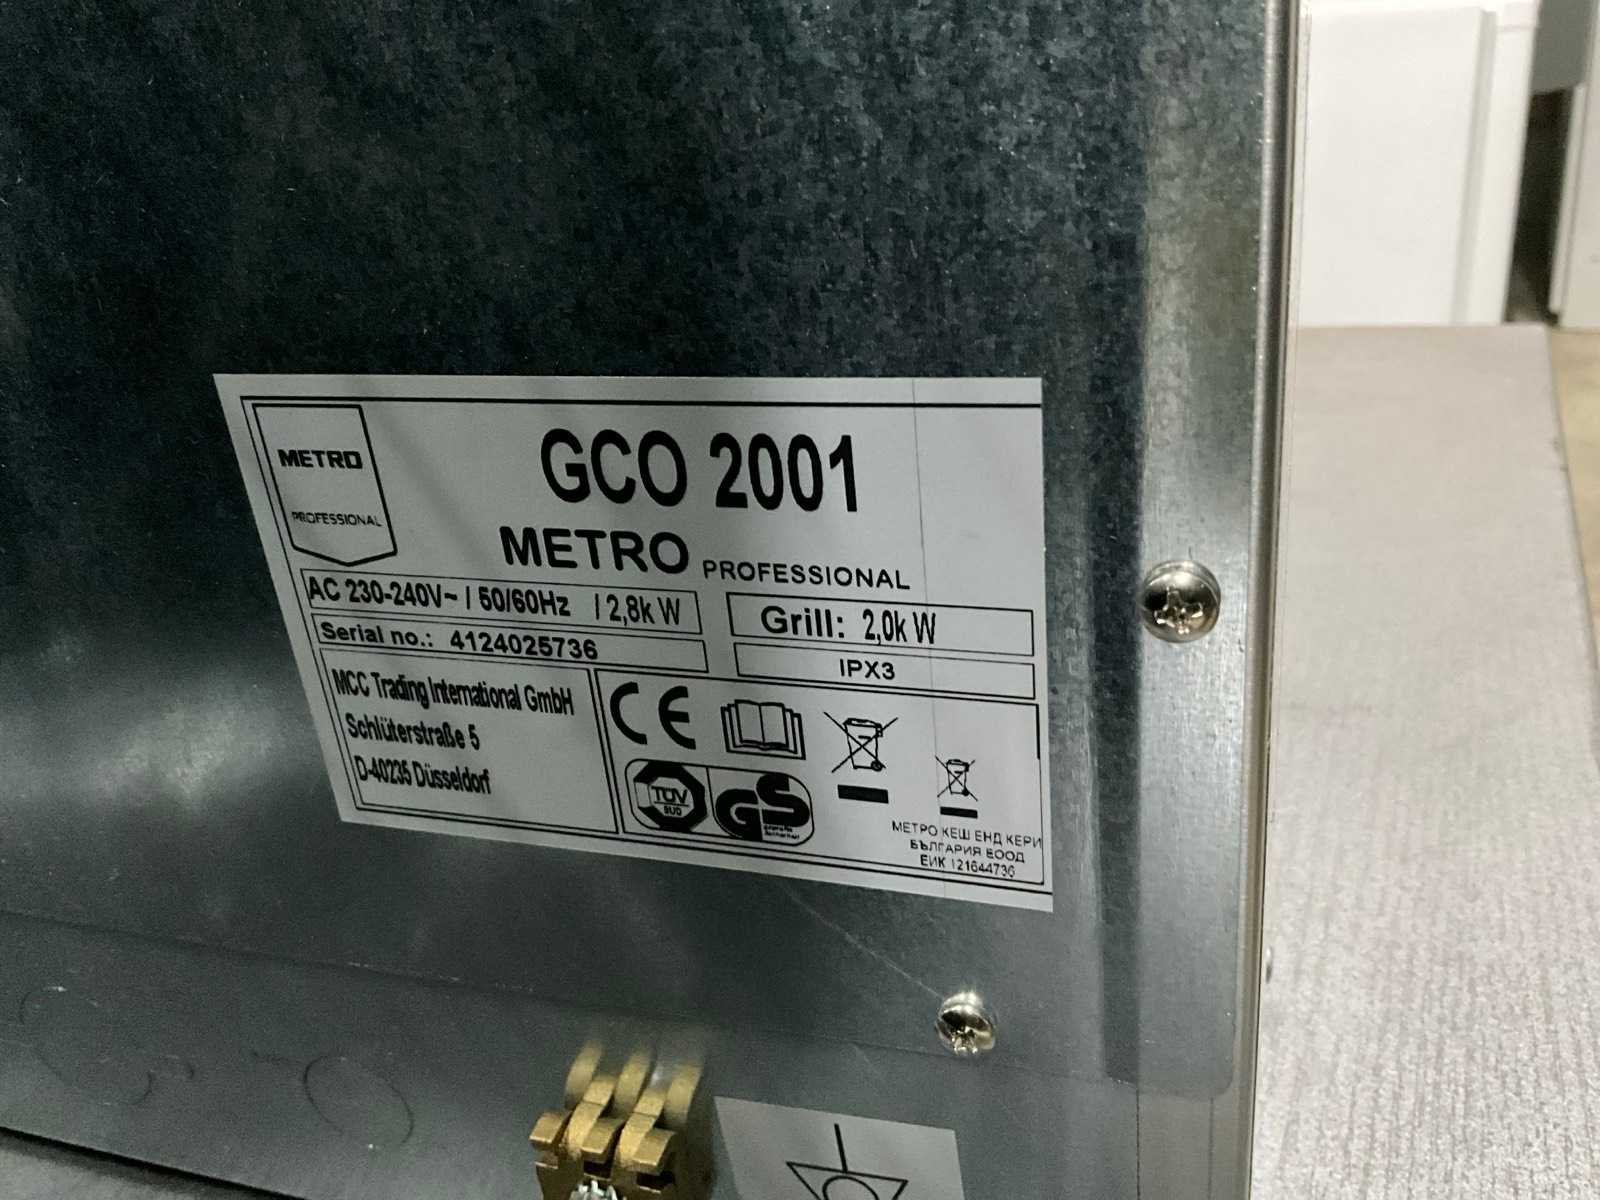 METRO
PROFESSIONAL
GCO 2001
METRO PROFESSIONAL
AC 230-240V~ / 50/60Hz / 2,8kW
Grill: 2,0kW
Serial no.: 4124025736
IPX3
MCC Trading International GmbH
Schlüterstraße 5
D-40235 Düsseldorf
CE
TÜV
SÜD
GS
МЕТРО КЕШ ЕНД КЕРИ
БЪЛГАРИЯ ЕООД
ЕИК 121644736